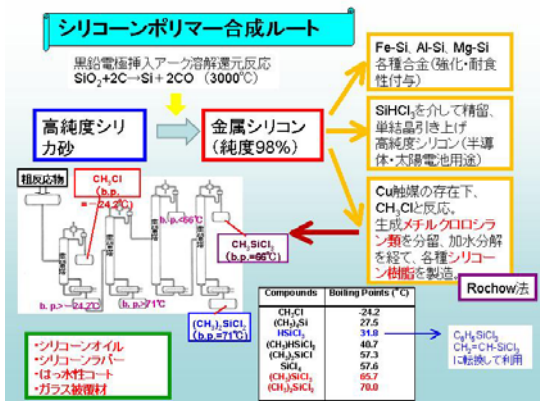 シリコーンポリマー合成ルート
黒鉛電極挿入アーク溶解還元反応
SiO₂+2C→Si + 2CO (3000℃)
高純度シリ
カ砂
金属シリコン
(純度98%)
Fe-Si, Al-Si, Mg-Si
各種合金(強化・耐食
性付与)
SiHCl₃を介して精留、
単結晶引き上げ
高純度シリコン(半導
体・太陽電池用途)
Cu触媒の存在下、
CH₃Clと反応。
生成メチルクロロシラ
ン類を分留、加水分解
を経て、各種シリコー
ン樹脂を製造。
Rochow法
粗反応物
CH₃Cl
(b.p.
=-24.2℃)
b.p.<66℃
CH₃SiCl₃
(b.p.=66℃)
b. p.>-24.2℃
b.p.>71℃
(CH₃)₂SiCl₂
(b.p.=71℃)
・シリコーンオイル
・シリコーンラバー
・はっ水性コート
・ガラス被覆材
Compounds Boiling Points (℃)
CH₃Cl -24.2
(CH₃)₄Si 27.5
HSiCl₃ 31.8
(CH₃)HSiCl₂ 40.7
(CH₃)₃SiCl 57.3
SiCl₄ 57.6
(CH₃)SiCl₃ 65.7
(CH₃)₂SiCl₂ 70.0
C₆H₅SiCl₃
CH₂=CH-SiCl₃
に転換して利用